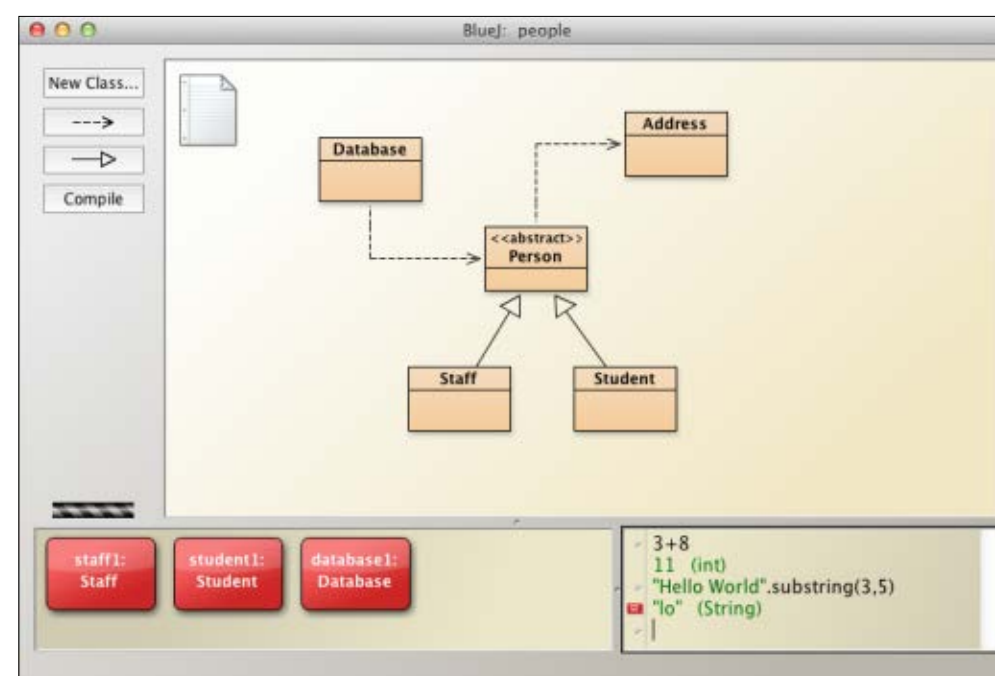 BlueJ: people
New Class...
Compile
Database
Address
<<abstract>>
Person
Staff
Student
staff1:
Staff
student1:
Student
database1:
Database
3+8
11 (int)
"Hello World".substring(3,5)
"lo" (String)